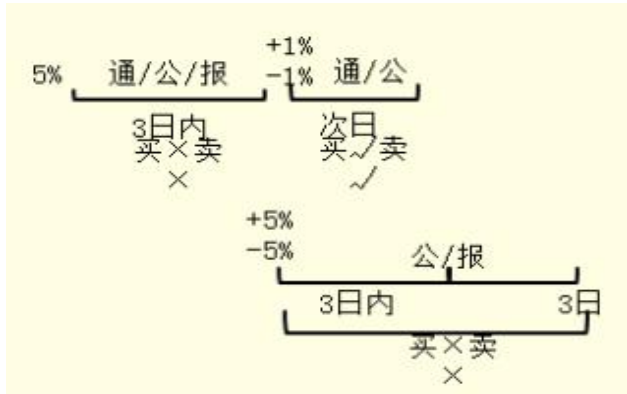 +1%
5% 通/公/报 -1% 通/公
3日内 次日
买×卖 买√卖
× √
+5%
-5% 公/报
3日内 3日
买×卖
×